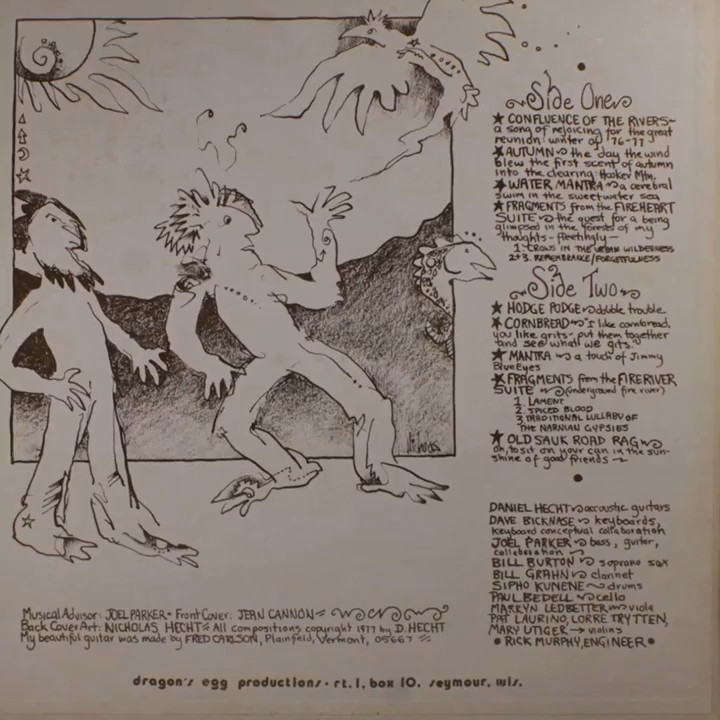 Side One
★ CONFLUENCE OF THE RIVERS~
a song of rejoicing for the great
reunion: winter of '76-77
★ AUTUMN ~ the day the wind
blew the first scent of autumn
into the clearing: Hooker Mtn.
★ WATER MANTRA ~ a cerebral
swim in the sweetwater sea
★ FRAGMENTS from the FIREHEART
SUITE ~ the quest for a being
glimpsed in the forests of my
thoughts - fleetingly —
1. CROWS IN THE URBAN WILDERNESS
2+3. REMEMBRANCE/FORGETFULNESS
Side Two
★ HODGE PODGE ~ double trouble
★ CORNBREAD ~ "I like cornbread,
you like grits - put them together
and see what we gits."
★ MANTRA ~ a touch of Jimmy
Blue Eyes
★ FRAGMENTS from the FIRERIVER
SUITE ~ (underground fire river)
1. LAMENT
2. SPICED BLOOD
3. TRADITIONAL LULLABY OF
THE NARNIAN GYPSIES
★ OLD SAUK ROAD RAG ~
oh, to sit on your can in the sun-
shine of good friends ~
DANIEL HECHT ~ accoustic guitars
DAVE BICKNASE ~ keyboards,
keyboard conceptual collaboration
JOEL PARKER ~ bass, guitar,
collaboration ~
BILL BURTON ~ soprano sax
BILL GRAHN ~ clarinet
SIPHO KUNENE ~ drums
PAUL BEDELL ~ cello
MARILYN LEDBETTER ~ viola
PAT LAURINO, LORRE TRYTTEN,
MARY UTIGER → violins
• RICK MURPHY, ENGINEER •
Musical Advisor: JOEL PARKER • Front Cover: JEAN CANNON
Back Cover Art: NICHOLAS HECHT All compositions copyright 1977 by D. HECHT
My beautiful guitar was made by FRED CARLSON, Plainfield, Vermont, 05667
dragon's egg productions • rt. 1, box 10. seymour, wis.